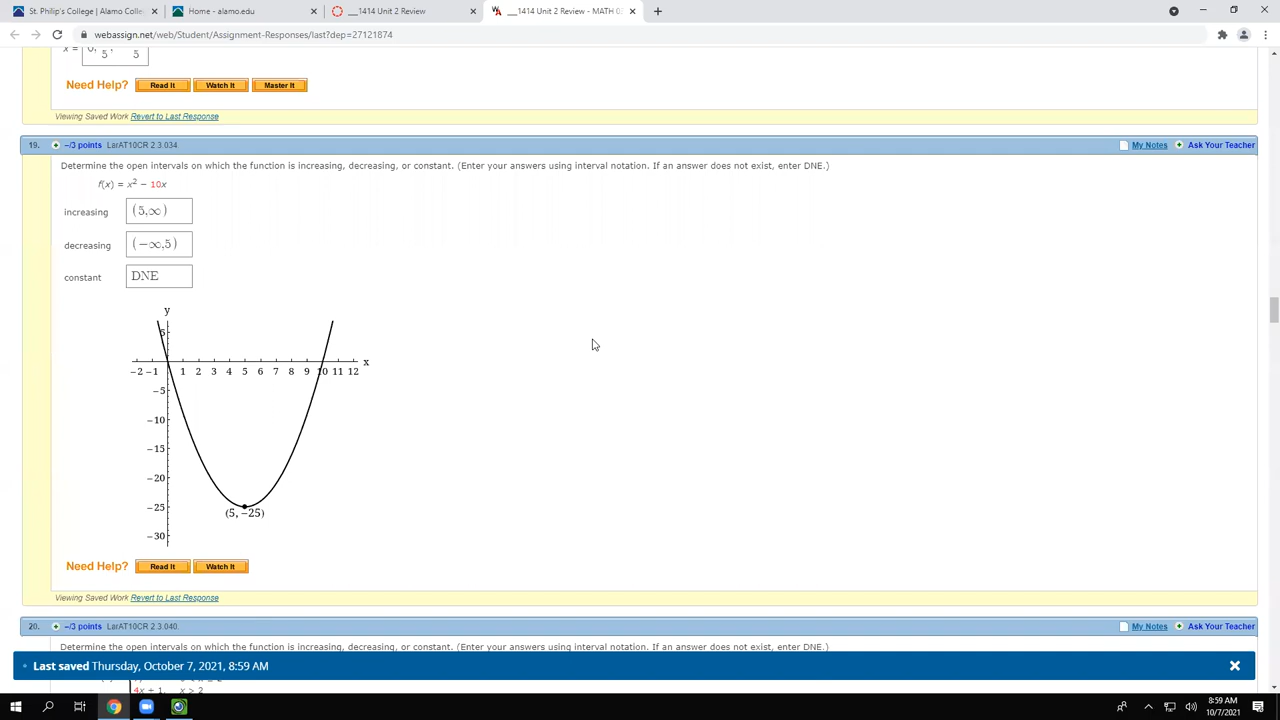 St. Philip's College | Alamo Colle
Home - alamo.edu
__1414 Unit 2 Review
__1414 Unit 2 Review - MATH 0
webassign.net/web/Student/Assignment-Responses/last?dep=27121874
x =
5 5
Need Help? Read It Watch It Master It
Viewing Saved Work Revert to Last Response
19. –/3 points LarAT10CR 2.3.034 My Notes Ask Your Teacher
Determine the open intervals on which the function is increasing, decreasing, or constant. (Enter your answers using interval notation. If an answer does not exist, enter DNE.)
f(x) = x² − 10x
increasing (5,∞)
decreasing (−∞,5)
constant DNE
y
5
x
−2 −1 1 2 3 4 5 6 7 8 9 10 11 12
−5
−10
−15
−20
−25
(5, −25)
−30
Need Help? Read It Watch It
Viewing Saved Work Revert to Last Response
20. –/3 points LarAT10CR 2.3.040. My Notes Ask Your Teacher
Determine the open intervals on which the function is increasing, decreasing, or constant. (Enter your answers using interval notation. If an answer does not exist, enter DNE.)
Last saved Thursday, October 7, 2021, 8:59 AM
4x + 1, x > 2
8:59 AM
10/7/2021